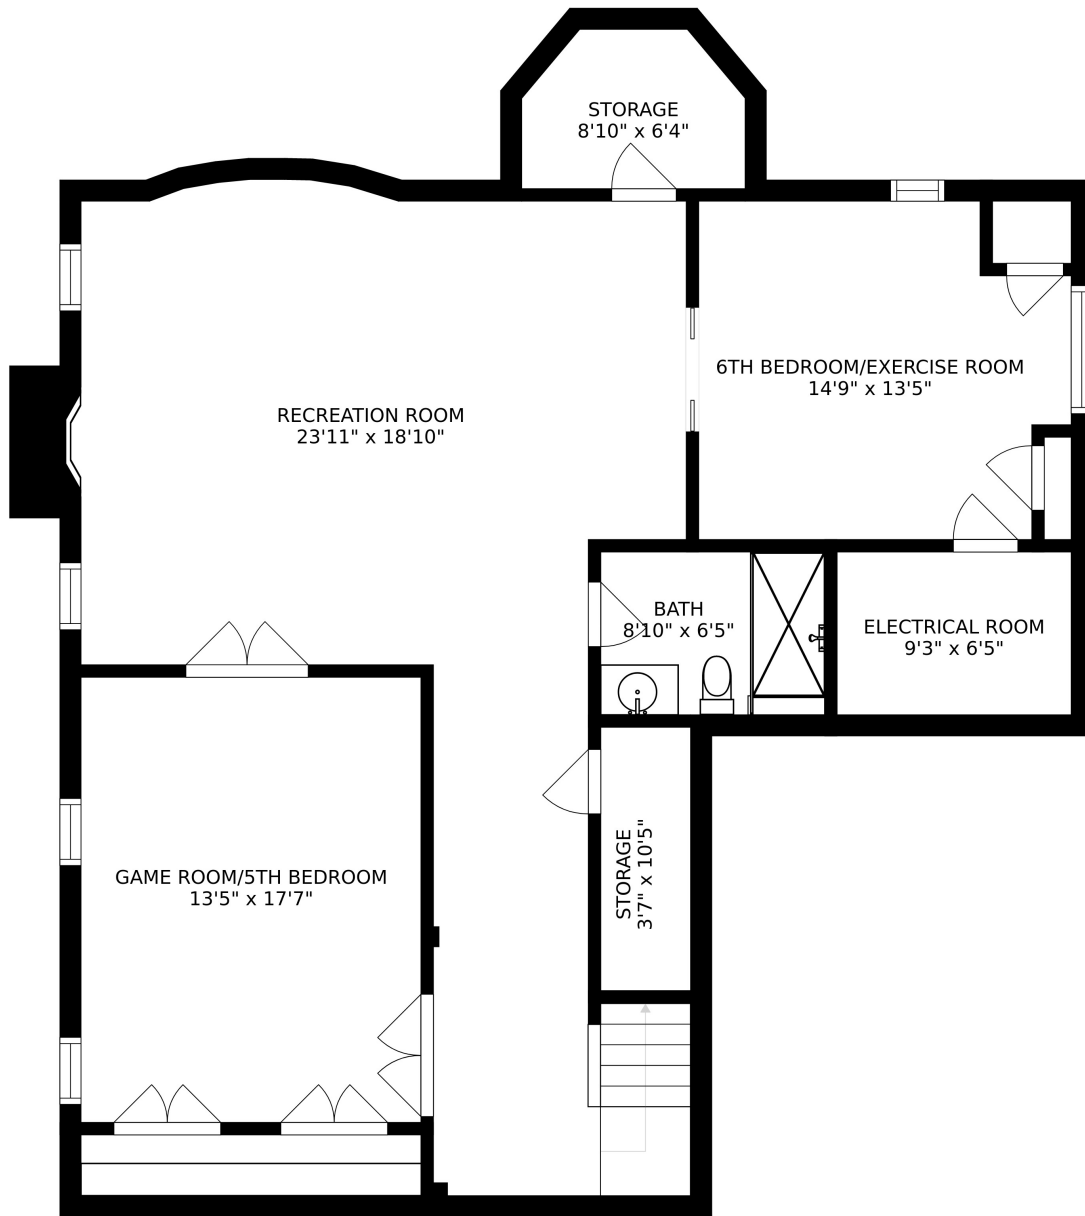 STORAGE
8'10" x 6'4"
6TH BEDROOM/EXERCISE ROOM
14'9" x 13'5"
RECREATION ROOM
23'11" x 18'10"
BATH
8'10" x 6'5"
ELECTRICAL ROOM
9'3" x 6'5"
GAME ROOM/5TH BEDROOM
13'5" x 17'7"
STORAGE
3'7" x 10'5"